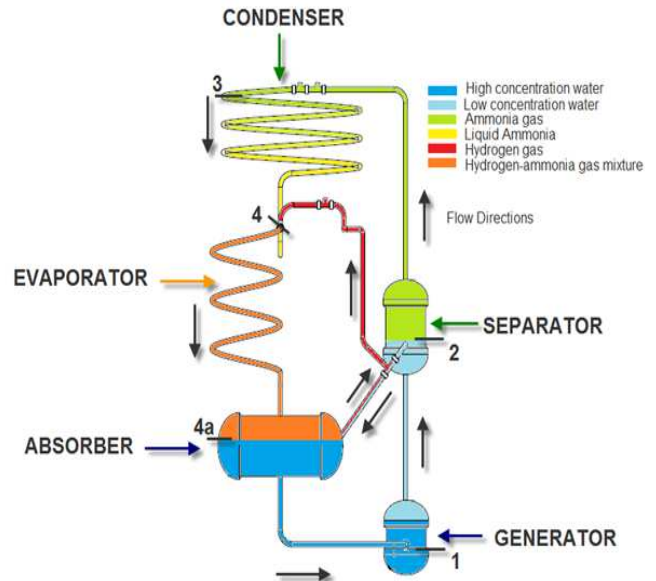 CONDENSER
3
High concentration water
Low concentration water
Ammonia gas
Liquid Ammonia
Hydrogen gas
Hydrogen-ammonia gas mixture
4
Flow Directions
EVAPORATOR
SEPARATOR
2
4a
ABSORBER
GENERATOR
1